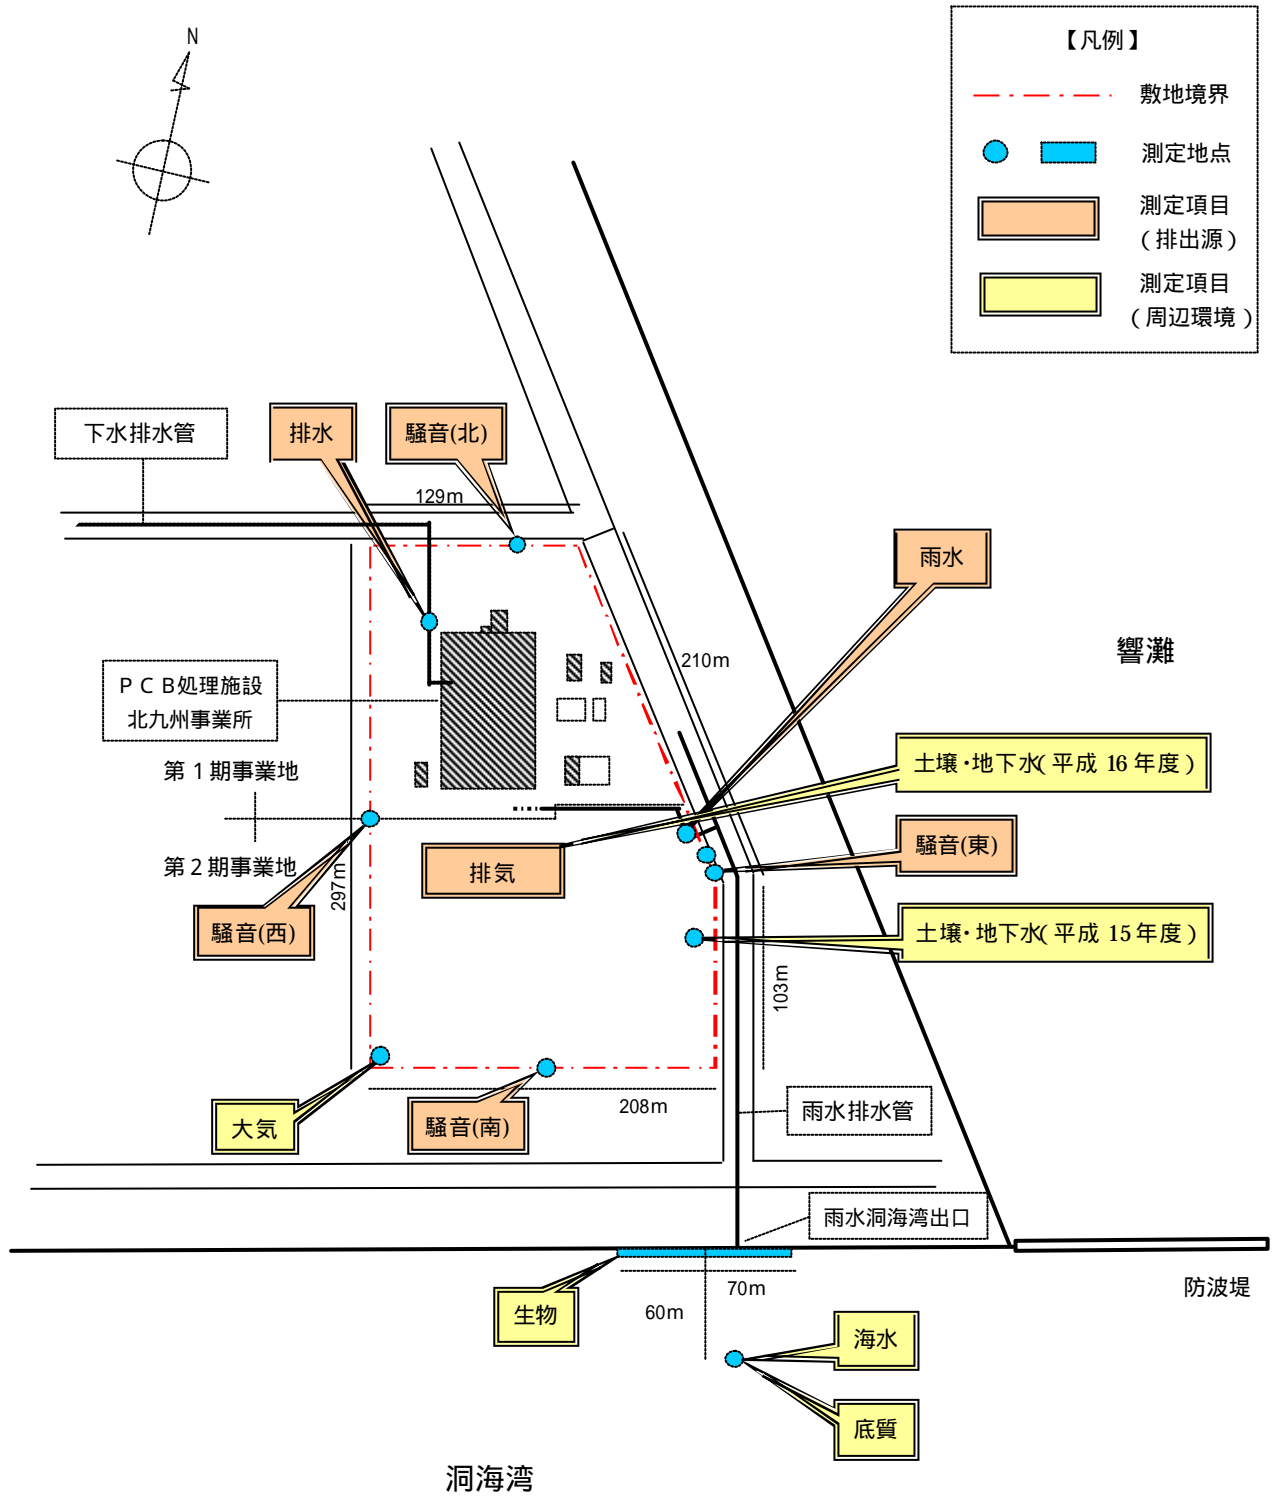 N
【凡例】
敷地境界
測定地点
測定項目
（排出源）
測定項目
（周辺環境）
下水排水管
排水
騒音(北)
129m
雨水
響灘
210m
ＰＣＢ処理施設
北九州事業所
第１期事業地
土壌・地下水(平成 16 年度)
第２期事業地
297m
排気
騒音(東)
騒音(西)
土壌・地下水(平成 15 年度)
103m
大気
208m
騒音(南)
雨水排水管
雨水洞海湾出口
70m
60m
防波堤
生物
海水
底質
洞海湾